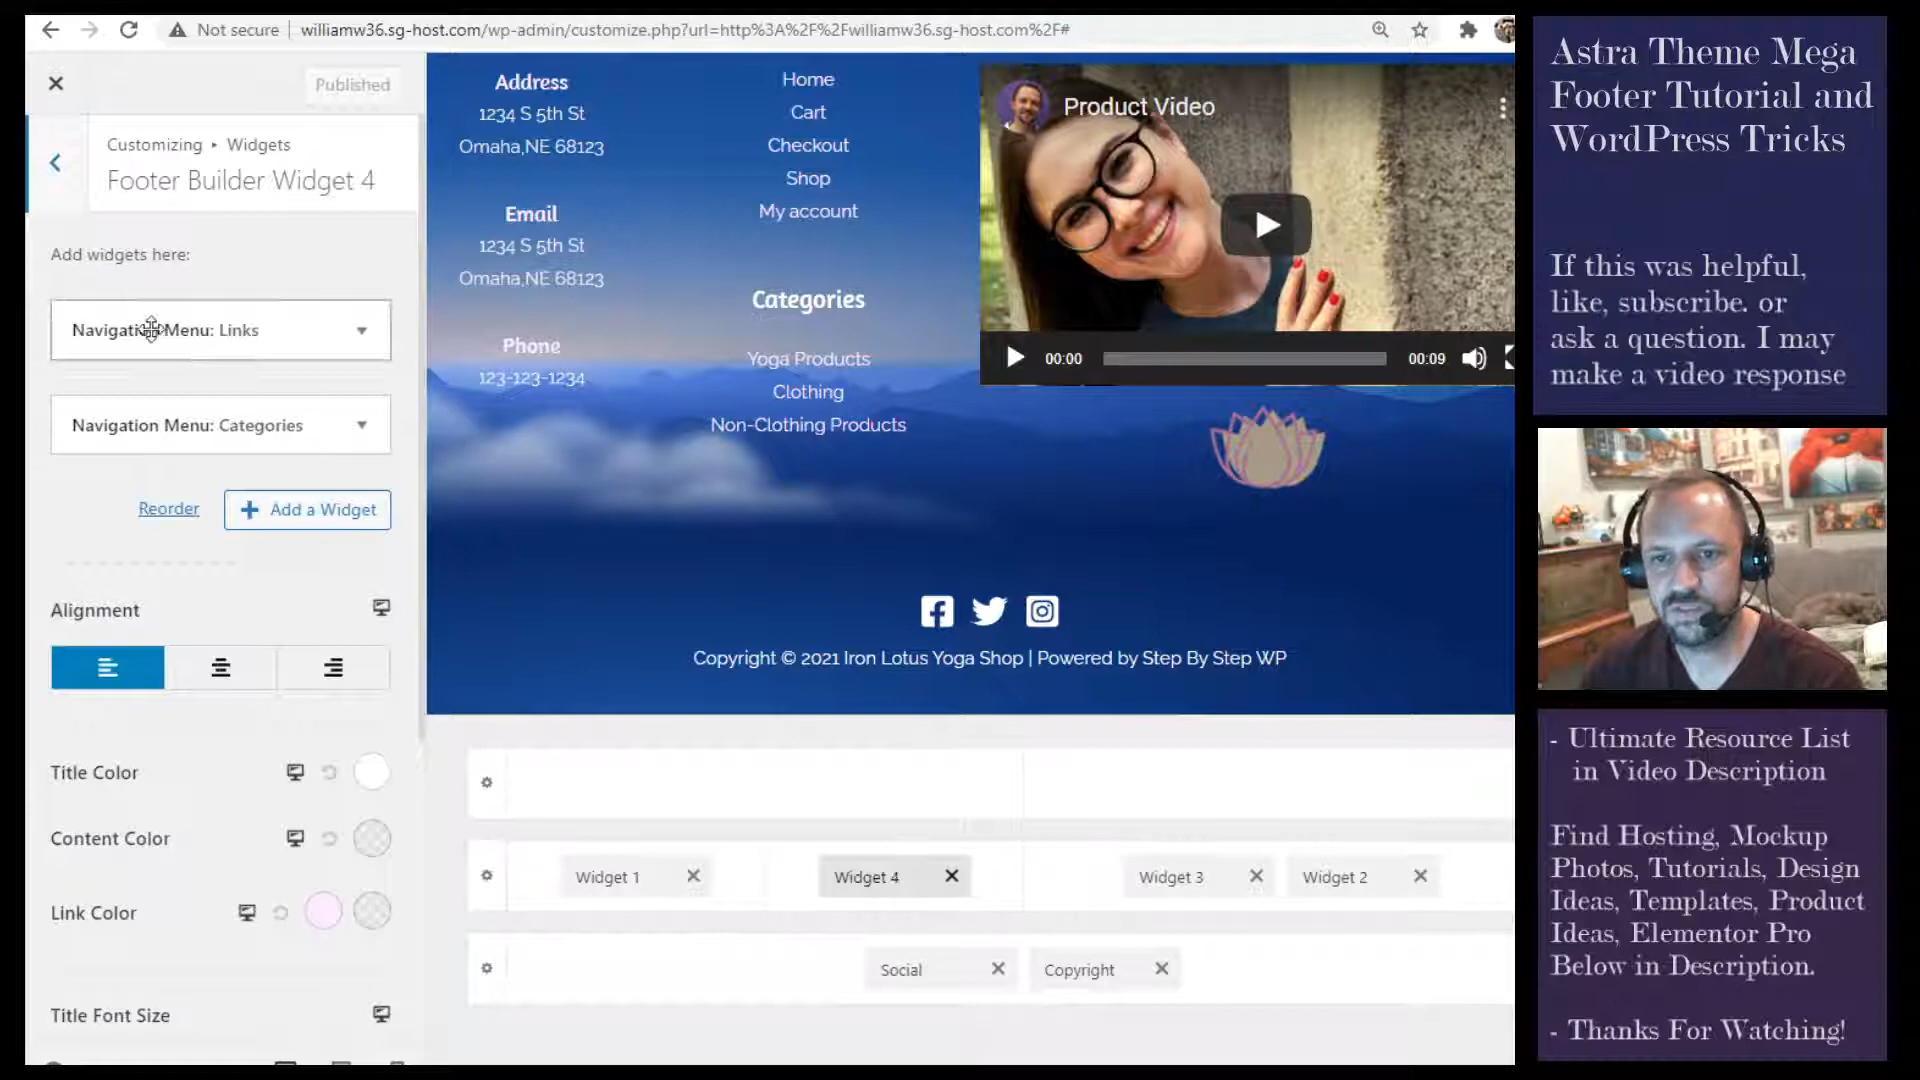 Not secure
williamw36.sg-host.com/wp-admin/customize.php?url=http%3A%2F%2Fwilliamw36.sg-host.com%2F#
Published
Customizing ▸ Widgets
Footer Builder Widget 4
Add widgets here:
Navigation Menu: Links
Navigation Menu: Categories
Reorder
Add a Widget
Alignment
Title Color
Content Color
Link Color
Title Font Size
Address
1234 S 5th St
Omaha,NE 68123
Email
1234 S 5th St
Omaha,NE 68123
Phone
123-123-1234
Home
Cart
Checkout
Shop
My account
Categories
Yoga Products
Clothing
Non-Clothing Products
Product Video
00:00
00:09
Copyright © 2021 Iron Lotus Yoga Shop | Powered by Step By Step WP
Widget 1
Widget 4
Widget 3
Widget 2
Social
Copyright
Astra Theme Mega
Footer Tutorial and
WordPress Tricks
If this was helpful,
like, subscribe. or
ask a question. I may
make a video response
- Ultimate Resource List
in Video Description
Find Hosting, Mockup
Photos, Tutorials, Design
Ideas, Templates, Product
Ideas, Elementor Pro
Below in Description.
- Thanks For Watching!